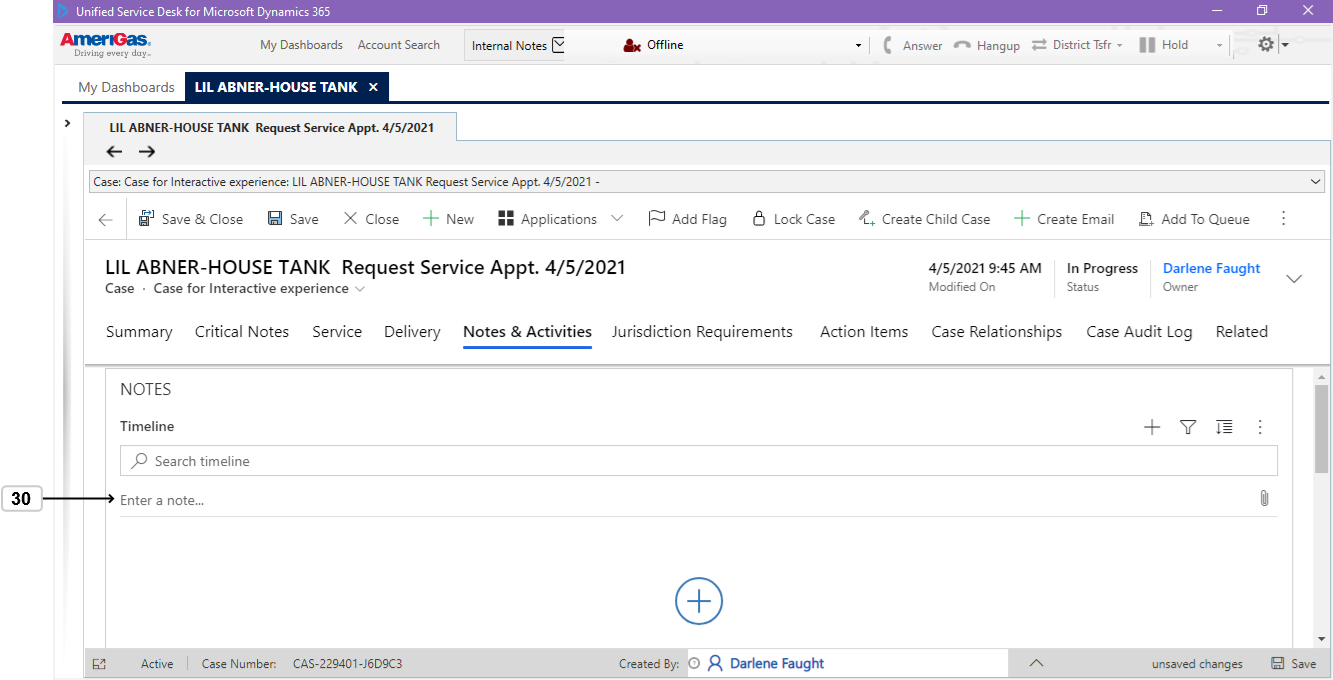 Unified Service Desk for Microsoft Dynamics 365
AmeriGas.
Driving every day™
My Dashboards Account Search Internal Notes Offline Answer Hangup District Tsfr Hold
My Dashboards LIL ABNER-HOUSE TANK
LIL ABNER-HOUSE TANK Request Service Appt. 4/5/2021
Case: Case for Interactive experience: LIL ABNER-HOUSE TANK Request Service Appt. 4/5/2021 -
Save & Close Save Close New Applications Add Flag Lock Case Create Child Case Create Email Add To Queue
LIL ABNER-HOUSE TANK Request Service Appt. 4/5/2021
Case · Case for Interactive experience
4/5/2021 9:45 AM In Progress Darlene Faught
Modified On Status Owner
Summary Critical Notes Service Delivery Notes & Activities Jurisdiction Requirements Action Items Case Relationships Case Audit Log Related
NOTES
Timeline
Search timeline
30
Enter a note...
Active Case Number: CAS-229401-J6D9C3 Created By: Darlene Faught unsaved changes Save